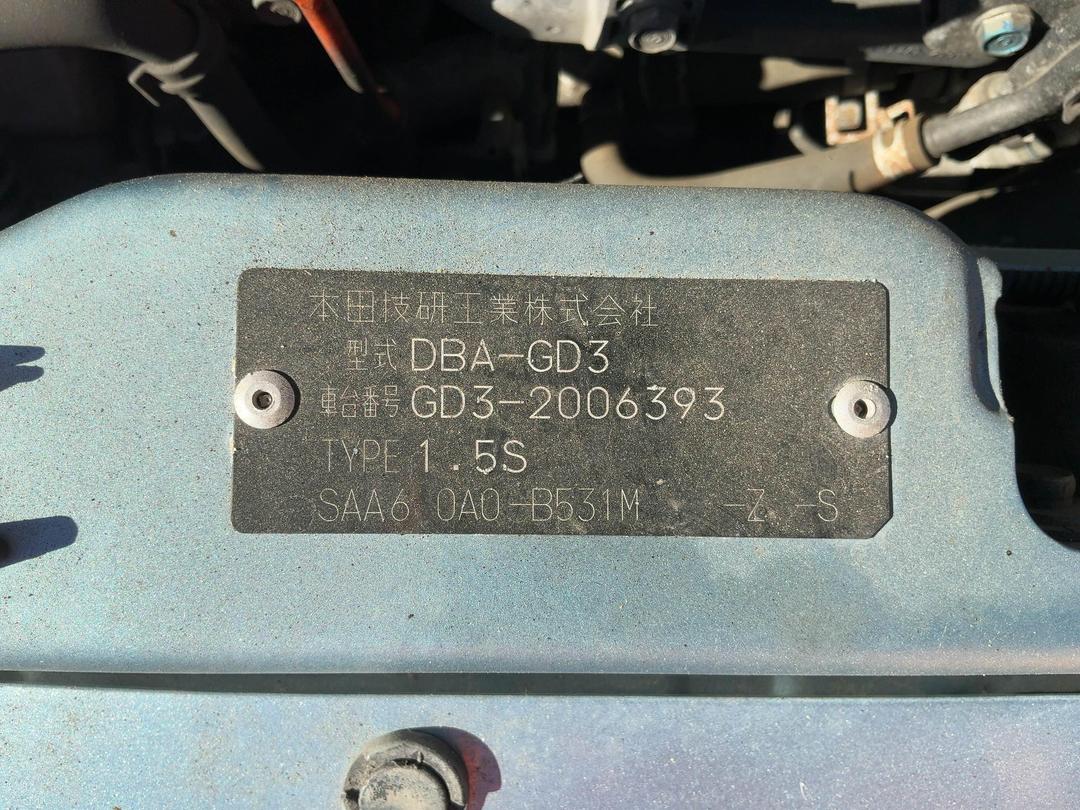 本田技研工業株式会社
型式 DBA-GD3
車台番号 GD3-2006393
TYPE 1.5S
SAA6 0A0-B531M -Z -S